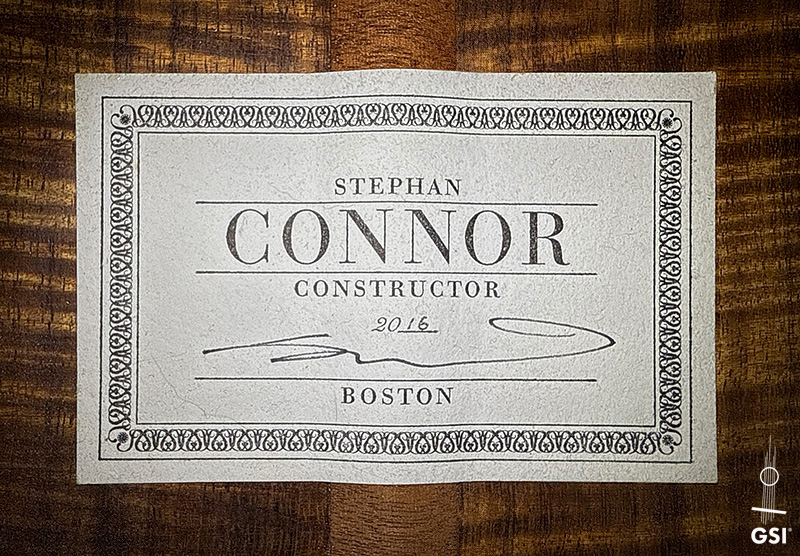 STEPHAN
CONNOR
CONSTRUCTOR
2016
BOSTON
GSI